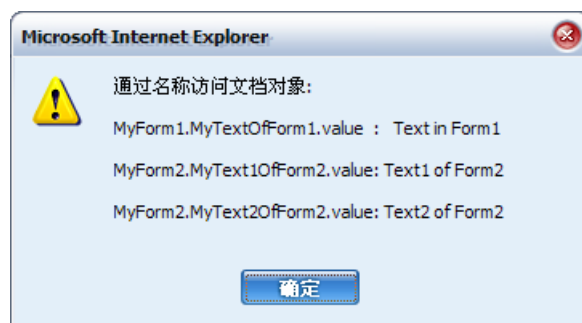 Microsoft Internet Explorer
通过名称访问文档对象:
MyForm1.MyTextOfForm1.value : Text in Form1
MyForm2.MyText1OfForm2.value: Text1 of Form2
MyForm2.MyText2OfForm2.value: Text2 of Form2
确定